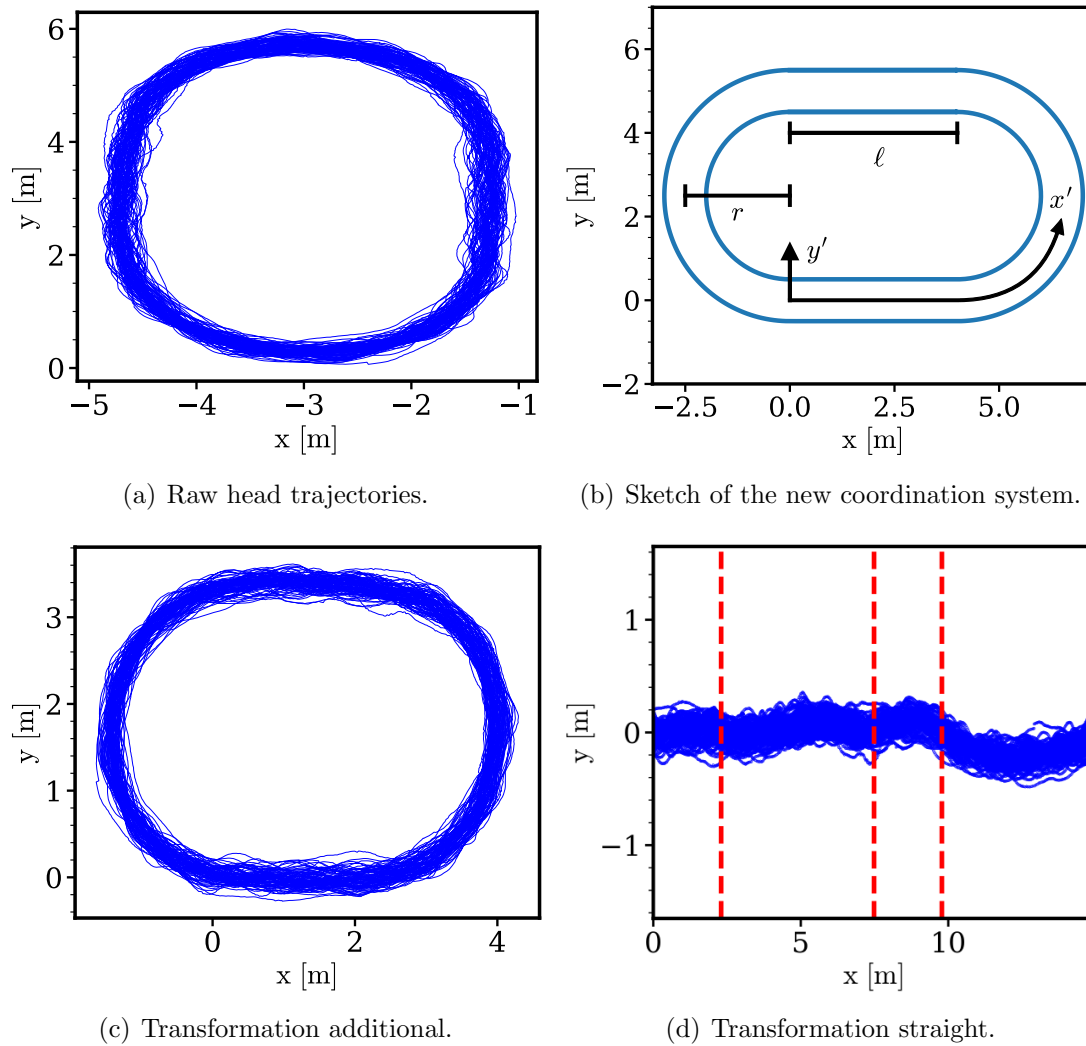 6
4
2
0
y [m]
−5 −4 −3 −2 −1
x [m]
(a) Raw head trajectories.
6
4
2
0
−2
y [m]
ℓ
r
x′
y′
−2.5 0.0 2.5 5.0
x [m]
(b) Sketch of the new coordination system.
3
2
1
0
y [m]
0 2 4
x [m]
(c) Transformation additional.
1
0
−1
y [m]
0 5 10
x [m]
(d) Transformation straight.